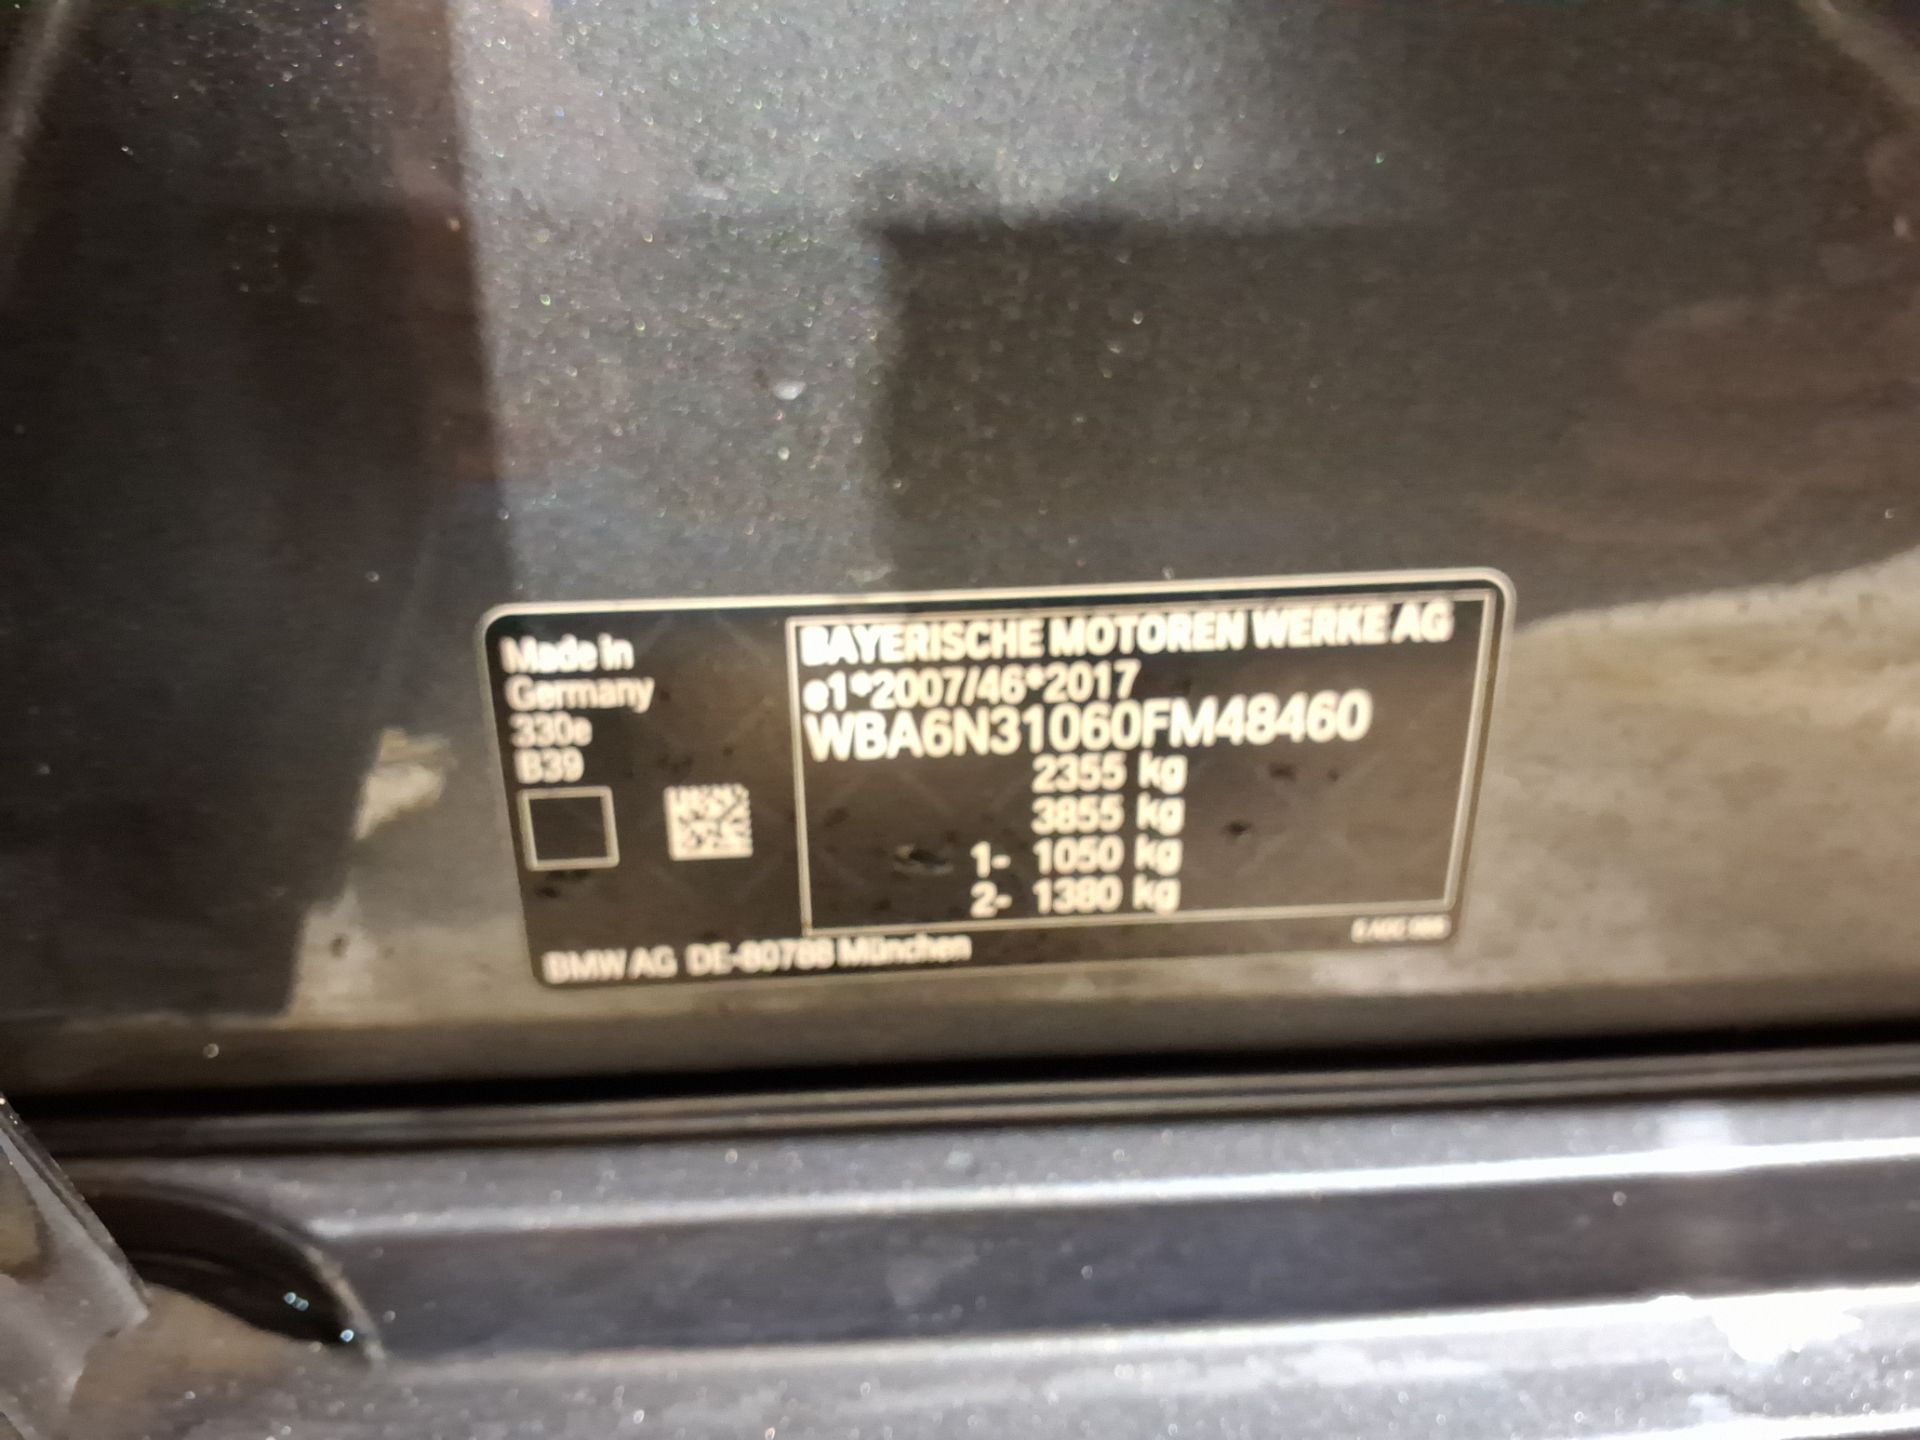 Made in
Germany
330e
B39
BAYERISCHE MOTOREN WERKE AG
e1*2007/46*2017
WBA6N31060FM48460
2355 kg
3855 kg
1- 1050 kg
2- 1380 kg
BMW AG DE-80788 München